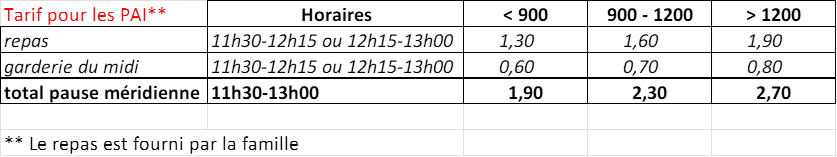 Tarif pour les PAI** Horaires < 900 900 - 1200 > 1200
repas 11h30-12h15 ou 12h15-13h00 1,30 1,60 1,90
garderie du midi 11h30-12h15 ou 12h15-13h00 0,60 0,70 0,80
total pause méridienne 11h30-13h00 1,90 2,30 2,70
** Le repas est fourni par la famille